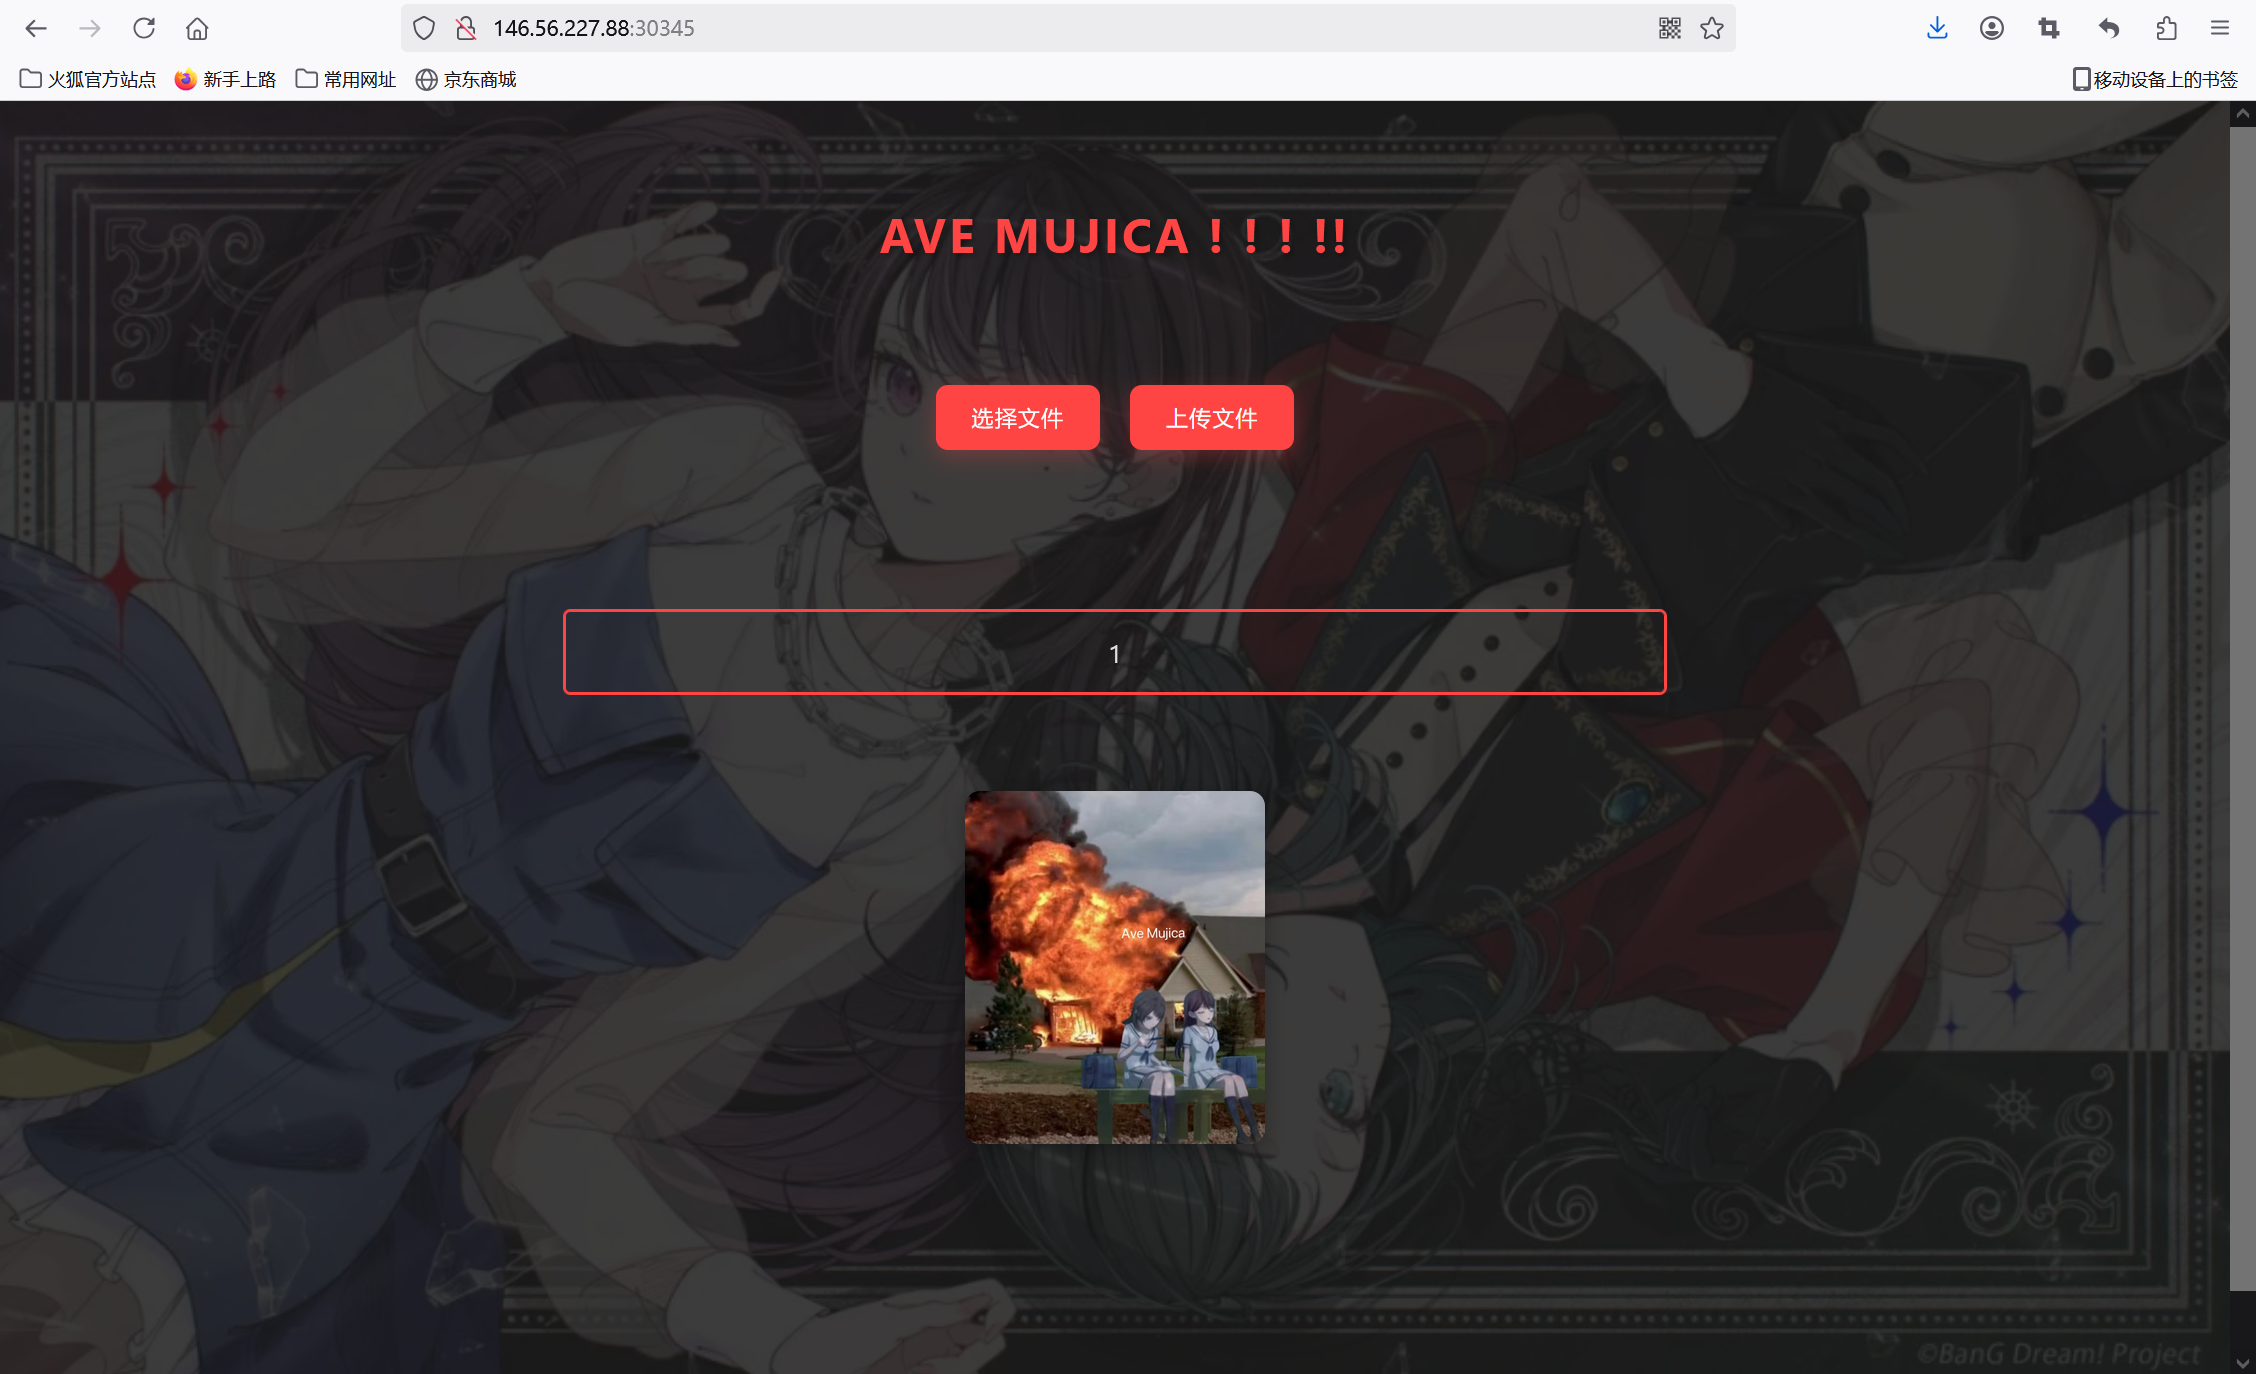 146.56.227.88:30345
火狐官方站点 新手上路 常用网址 京东商城 移动设备上的书签
AVE MUJICA！！！!!
选择文件 上传文件
1
Ave Mujica
©BanG Dream! Project